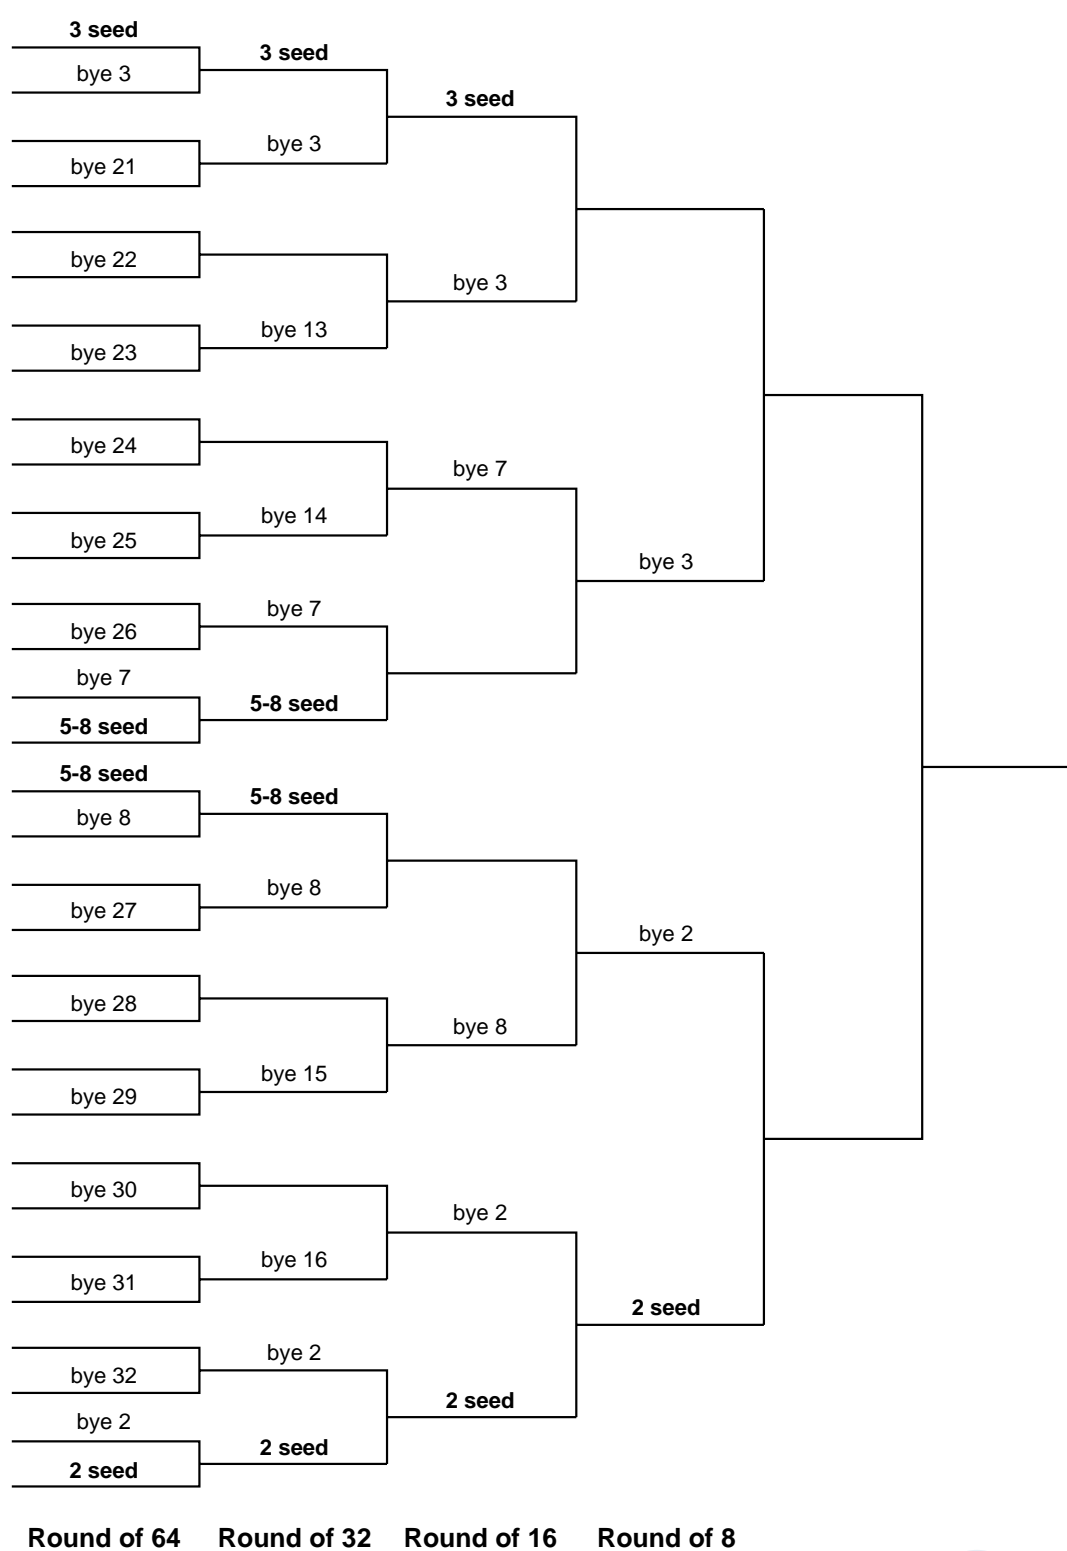 3 seed
3 seed
bye 3
3 seed
bye 3
bye 21
bye 22
bye 3
bye 13
bye 23
bye 24
bye 7
bye 14
bye 25
bye 3
bye 7
bye 26
bye 7
5-8 seed
5-8 seed
5-8 seed
5-8 seed
bye 8
bye 8
bye 27
bye 2
bye 28
bye 8
bye 15
bye 29
bye 30
bye 2
bye 16
bye 31
2 seed
bye 2
bye 32
2 seed
bye 2
2 seed
2 seed
Round of 64 Round of 32 Round of 16 Round of 8